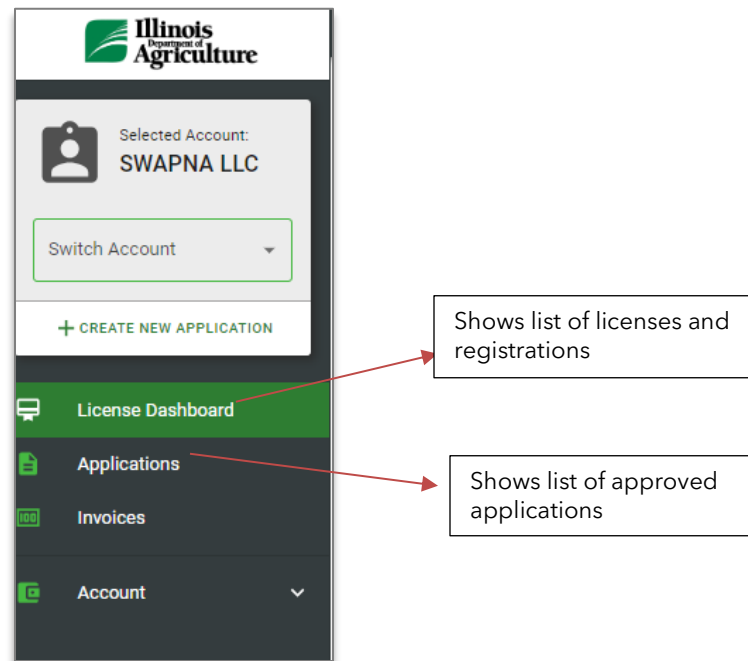 Illinois
Department of
Agriculture
Selected Account:
SWAPNA LLC
Switch Account
+ CREATE NEW APPLICATION
License Dashboard
Shows list of licenses and
registrations
Applications
Shows list of approved
applications
100
Invoices
Account